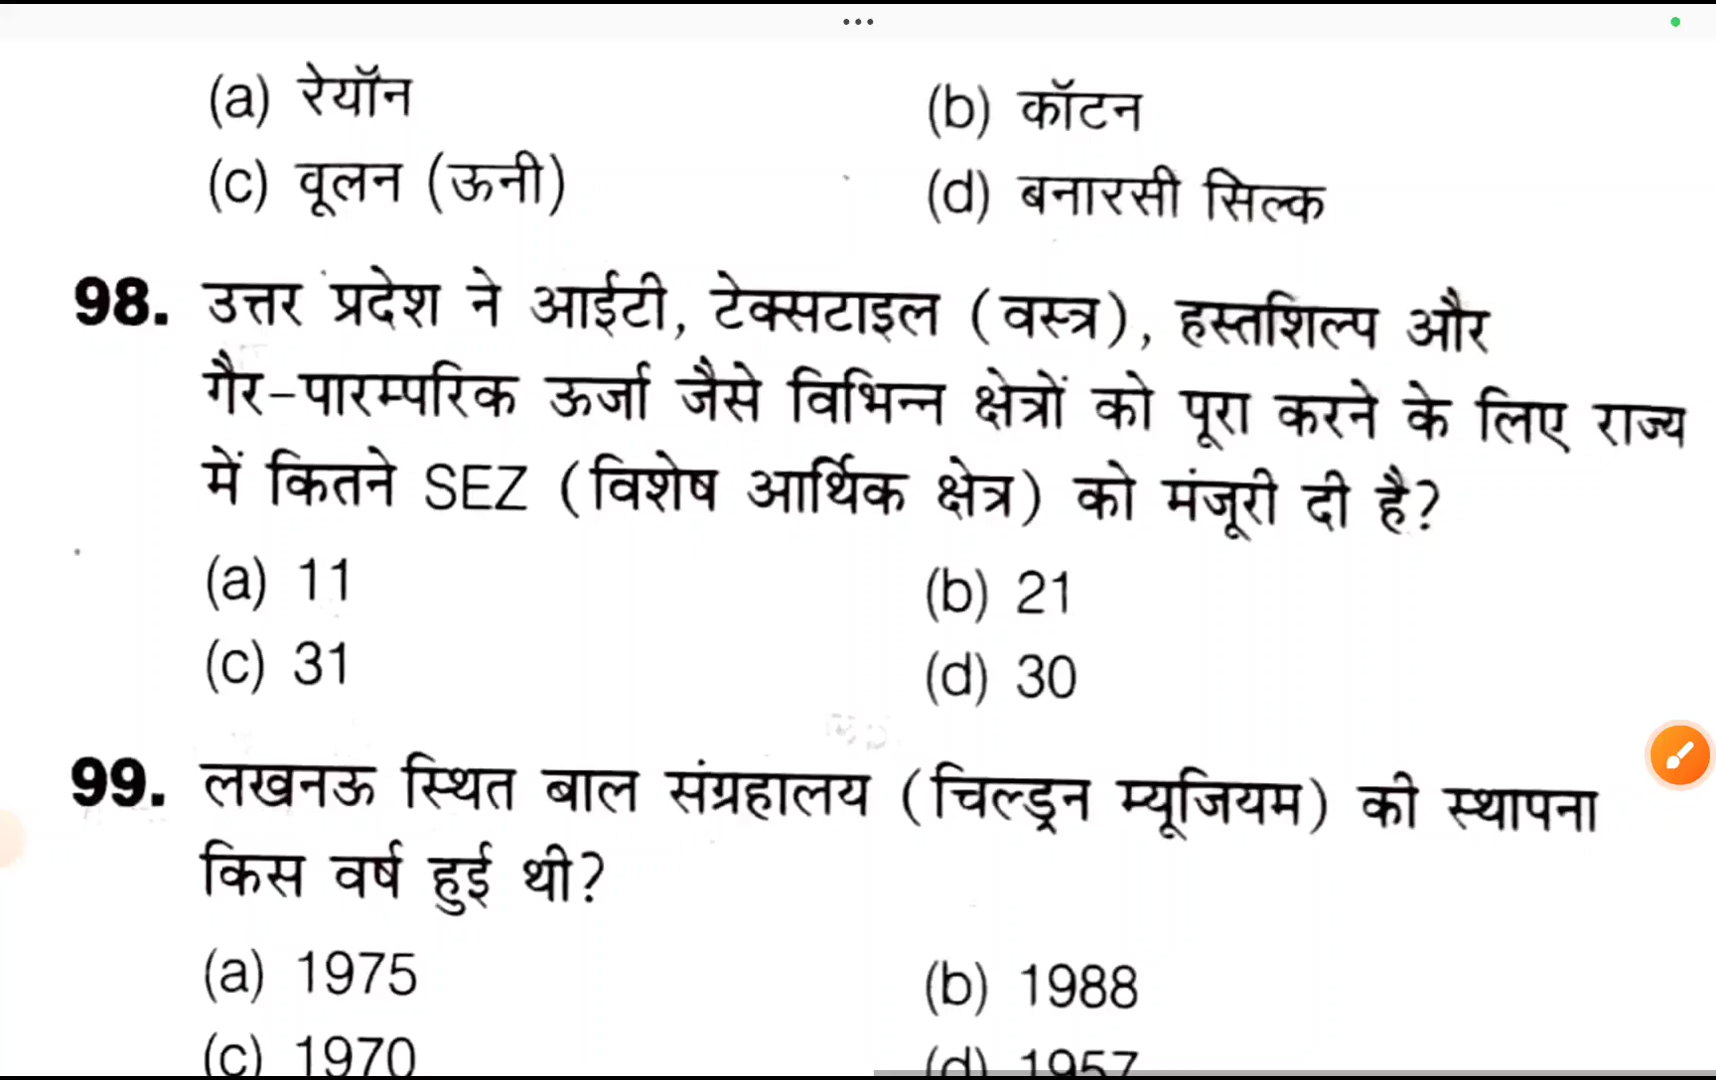 (a) रेयॉन (b) कॉटन
(c) वूलन (ऊनी) (d) बनारसी सिल्क
98. उत्तर प्रदेश ने आईटी, टेक्सटाइल (वस्त्र), हस्तशिल्प और
गैर-पारम्परिक ऊर्जा जैसे विभिन्न क्षेत्रों को पूरा करने के लिए राज्य
में कितने SEZ (विशेष आर्थिक क्षेत्र) को मंजूरी दी है?
(a) 11 (b) 21
(c) 31 (d) 30
99. लखनऊ स्थित बाल संग्रहालय (चिल्ड्रन म्यूजियम) की स्थापना
किस वर्ष हुई थी?
(a) 1975 (b) 1988
(c) 1970 (d) 1957